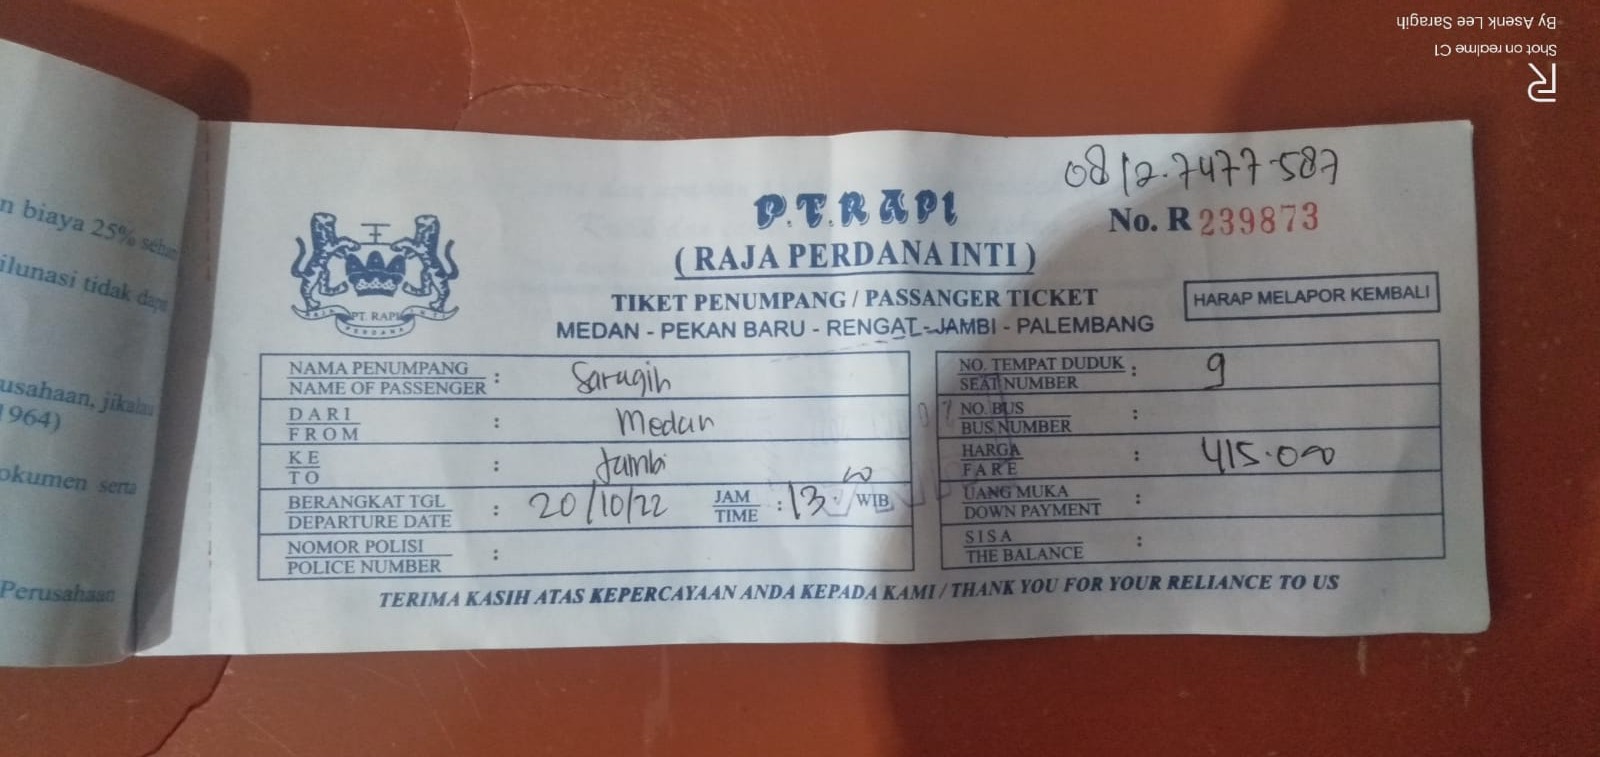 n biaya 25%
ilunasi tidak
usahaan, jikalau
1964)
okumen serta
Perusahaan
0812.7477.587
P.T.RAPI
No. R 239873
( RAJA PERDANA INTI )
TIKET PENUMPANG / PASSANGER TICKET
HARAP MELAPOR KEMBALI
MEDAN - PEKAN BARU - RENGAT - JAMBI - PALEMBANG
PT. RAPI
NAMA PENUMPANG
NAME OF PASSENGER : Saragih
DARI
FROM : Medan
KE
TO : Jambi
BERANGKAT TGL
DEPARTURE DATE : 20/10/22 JAM
TIME : 13.00 WIB
NOMOR POLISI
POLICE NUMBER :
NO. TEMPAT DUDUK
SEAT NUMBER : 9
NO. BUS
BUS NUMBER :
HARGA
FARE : 415.000
UANG MUKA
DOWN PAYMENT :
SISA
THE BALANCE :
TERIMA KASIH ATAS KEPERCAYAAN ANDA KEPADA KAMI / THANK YOU FOR YOUR RELIANCE TO US
Shot on realme C1
By Asenk Lee Saragih